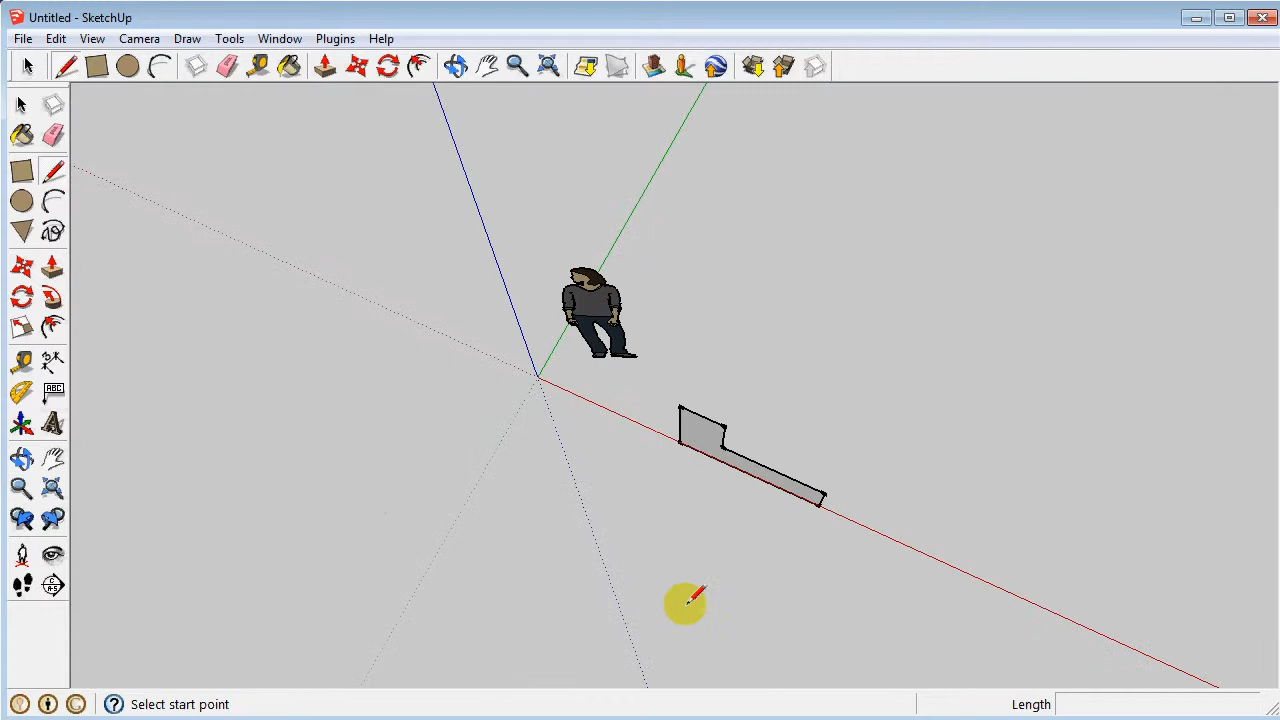 Untitled - SketchUp
File Edit View Camera Draw Tools Window Plugins Help
ABC
A
Select start point
Length